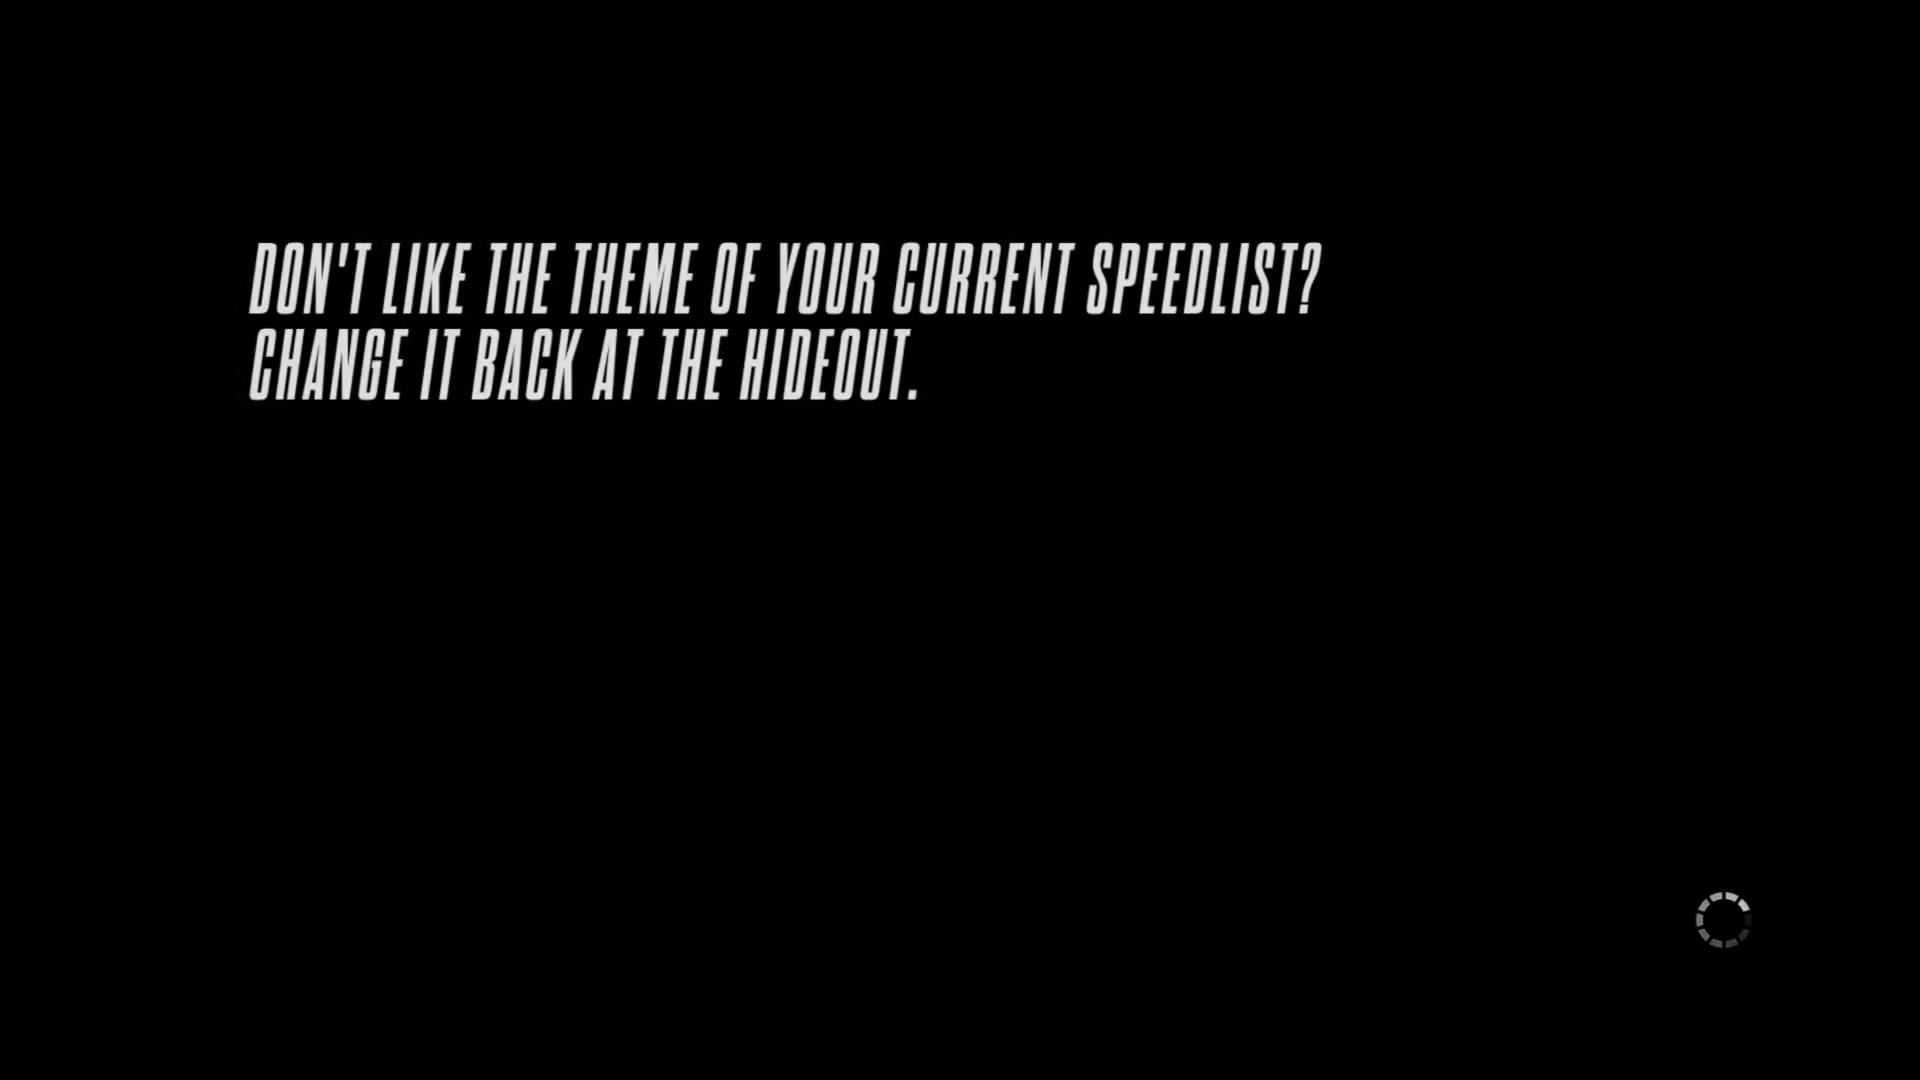 DON'T LIKE THE THEME OF YOUR CURRENT SPEEDLIST?
CHANGE IT BACK AT THE HIDEOUT.